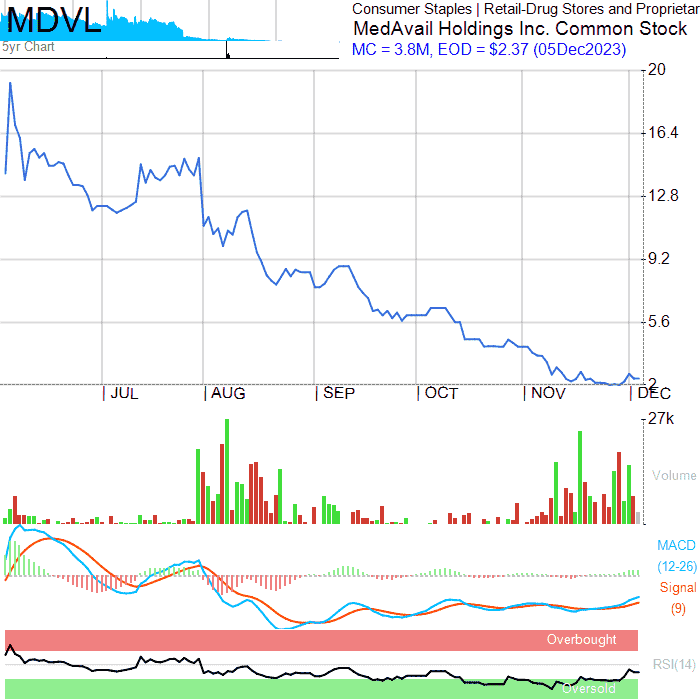 MDVL
5yr Chart
Consumer Staples | Retail-Drug Stores and Proprietar
MedAvail Holdings Inc. Common Stock
MC = 3.8M, EOD = $2.37 (05Dec2023)
20
16.4
12.8
9.2
5.6
2
JUL AUG SEP OCT NOV DEC
27k
Volume
MACD
(12-26)
Signal
(9)
Overbought
RSI(14)
Oversold